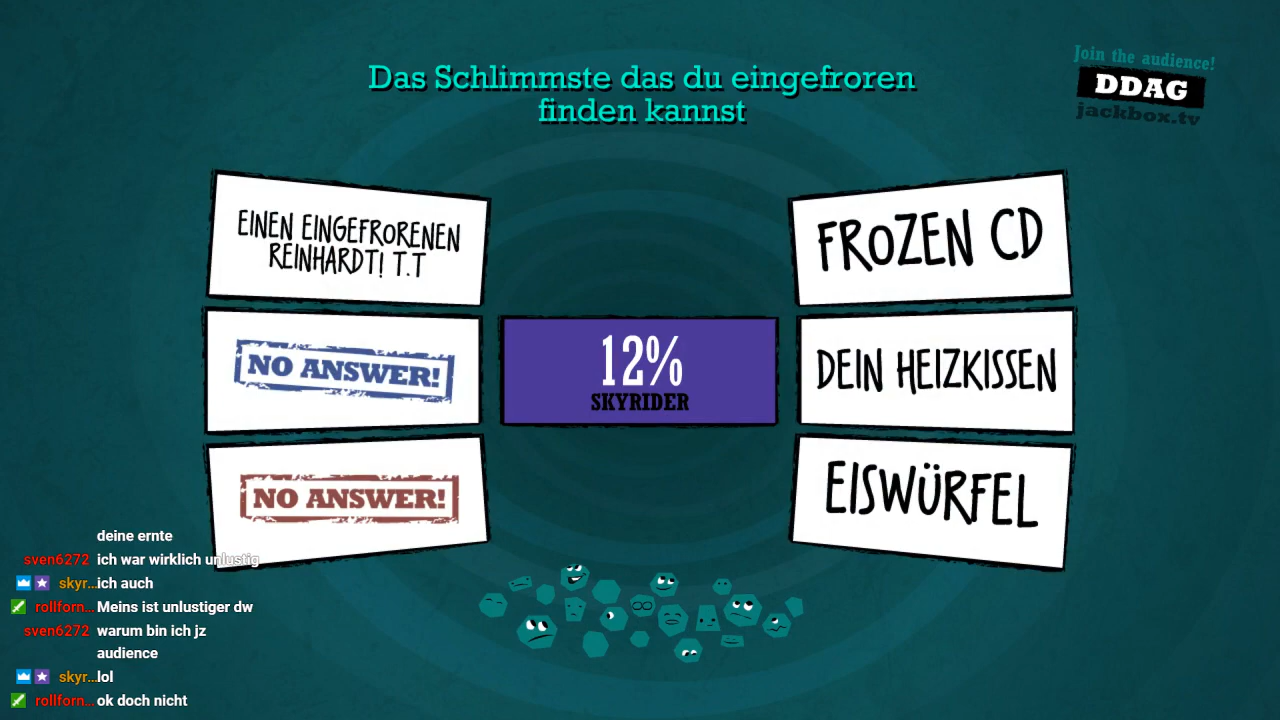 Das Schlimmste das du eingefroren
finden kannst
Join the audience!
DDAG
jackbox.tv
EINEN EINGEFRORENEN
REINHARDT! T.T
NO ANSWER!
NO ANSWER!
12%
SKYRIDER
FROZEN CD
DEIN HEIZKISSEN
EISWÜRFEL
deine ernte
sven6272 ich war wirklich unlustig
skyr... ich auch
rollforn... Meins ist unlustiger dw
sven6272 warum bin ich jz
audience
skyr... lol
rollforn... ok doch nicht